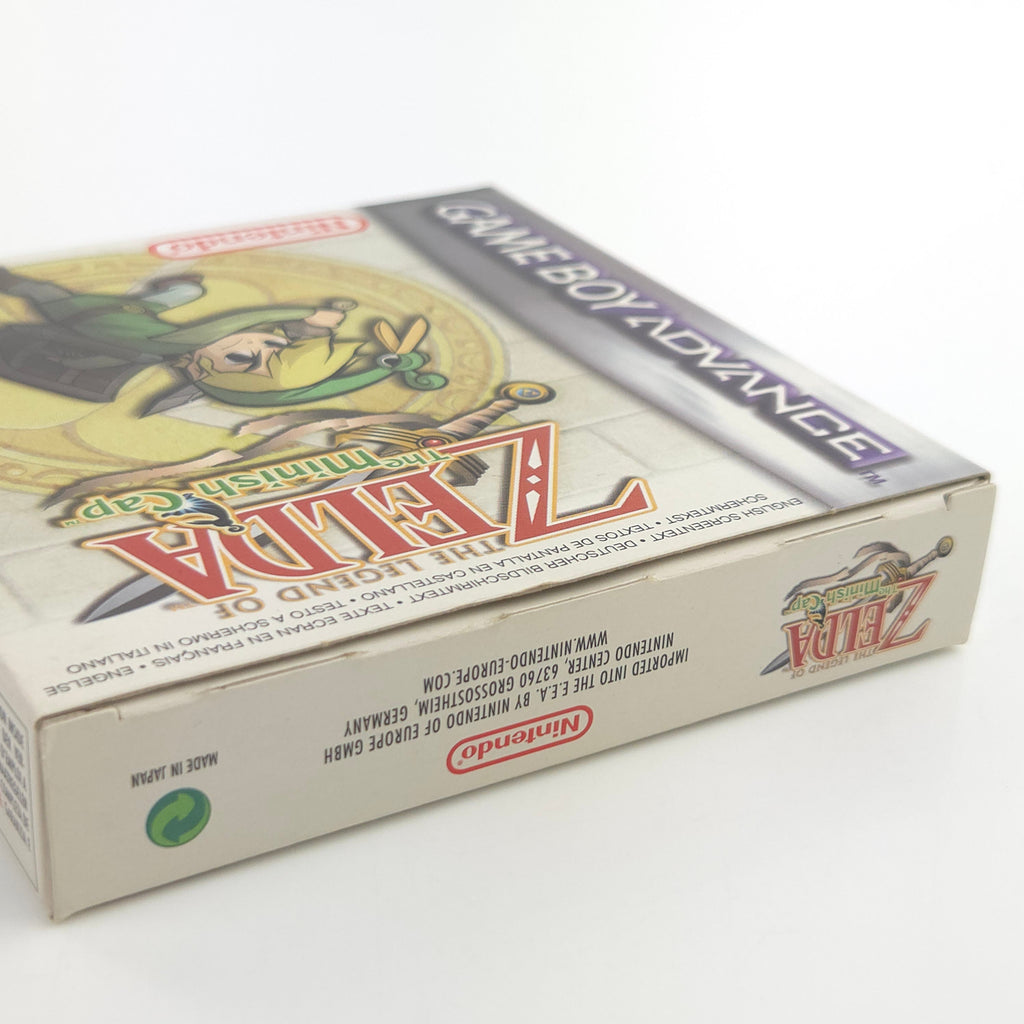 GAME BOY ADVANCE™
Nintendo
THE LEGEND OF
ZELDA
The Minish Cap™
ENGLISH SCREENTEXT • DEUTSCHER BILDSCHIRMTEXT • TEXTE ECRAN EN FRANÇAIS • ENGELSE
SCHERMTEKST • TEXTOS DE PANTALLA EN CASTELLANO • TESTO A SCHERMO IN ITALIANO
THE LEGEND OF
ZELDA
The Minish Cap
Nintendo
IMPORTED INTO THE E.E.A. BY NINTENDO OF EUROPE GMBH
NINTENDO CENTER, 63760 GROSSOSTHEIM, GERMANY
WWW.NINTENDO-EUROPE.COM
MADE IN JAPAN